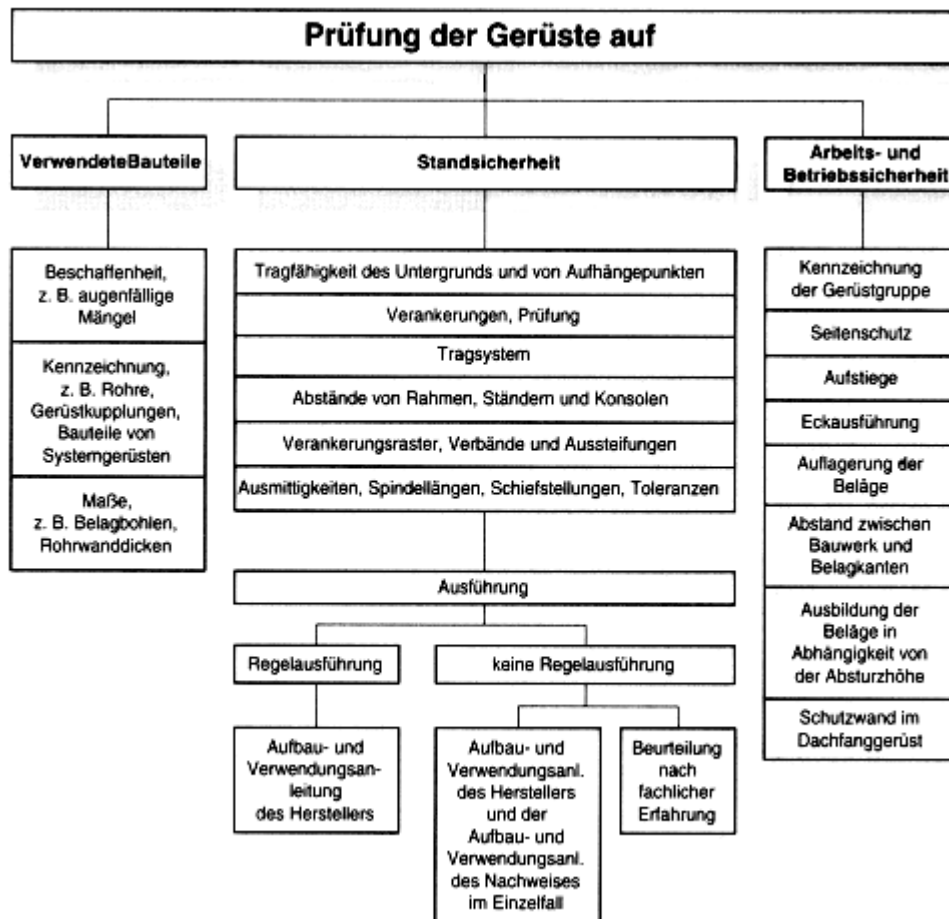 Prüfung der Gerüste auf
VerwendeteBauteile
Beschaffenheit,
z. B. augenfällige
Mängel
Kennzeichnung,
z. B. Rohre,
Gerüstkupplungen,
Bauteile von
Systemgerüsten
Maße,
z. B. Belagbohlen,
Rohrwanddicken
Standsicherheit
Tragfähigkeit des Untergrunds und von Aufhängepunkten
Verankerungen, Prüfung
Tragsystem
Abstände von Rahmen, Ständern und Konsolen
Verankerungsraster, Verbände und Aussteifungen
Ausmittigkeiten, Spindellängen, Schiefstellungen, Toleranzen
Ausführung
Regelausführung
Aufbau- und
Verwendungsan-
leitung
des Herstellers
keine Regelausführung
Aufbau- und
Verwendungsanl.
des Herstellers
und der
Aufbau- und
Verwendungsanl.
des Nachweises
im Einzelfall
Beurteilung
nach
fachlicher
Erfahrung
Arbeits- und
Betriebssicherheit
Kennzeichnung
der Gerüstgruppe
Seitenschutz
Aufstiege
Eckausführung
Auflagerung der
Beläge
Abstand zwischen
Bauwerk und
Belagkanten
Ausbildung der
Beläge in
Abhängigkeit von
der Absturzhöhe
Schutzwand im
Dachfanggerüst